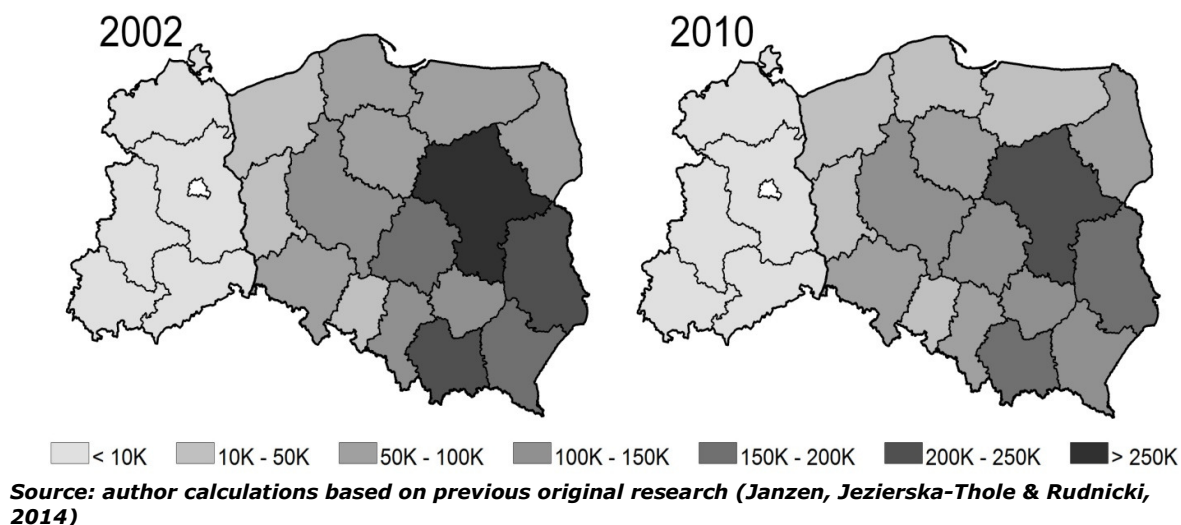 2002
2010
< 10K 10K - 50K 50K - 100K 100K - 150K 150K - 200K 200K - 250K > 250K
Source: author calculations based on previous original research (Janzen, Jezierska-Thole & Rudnicki,
2014)